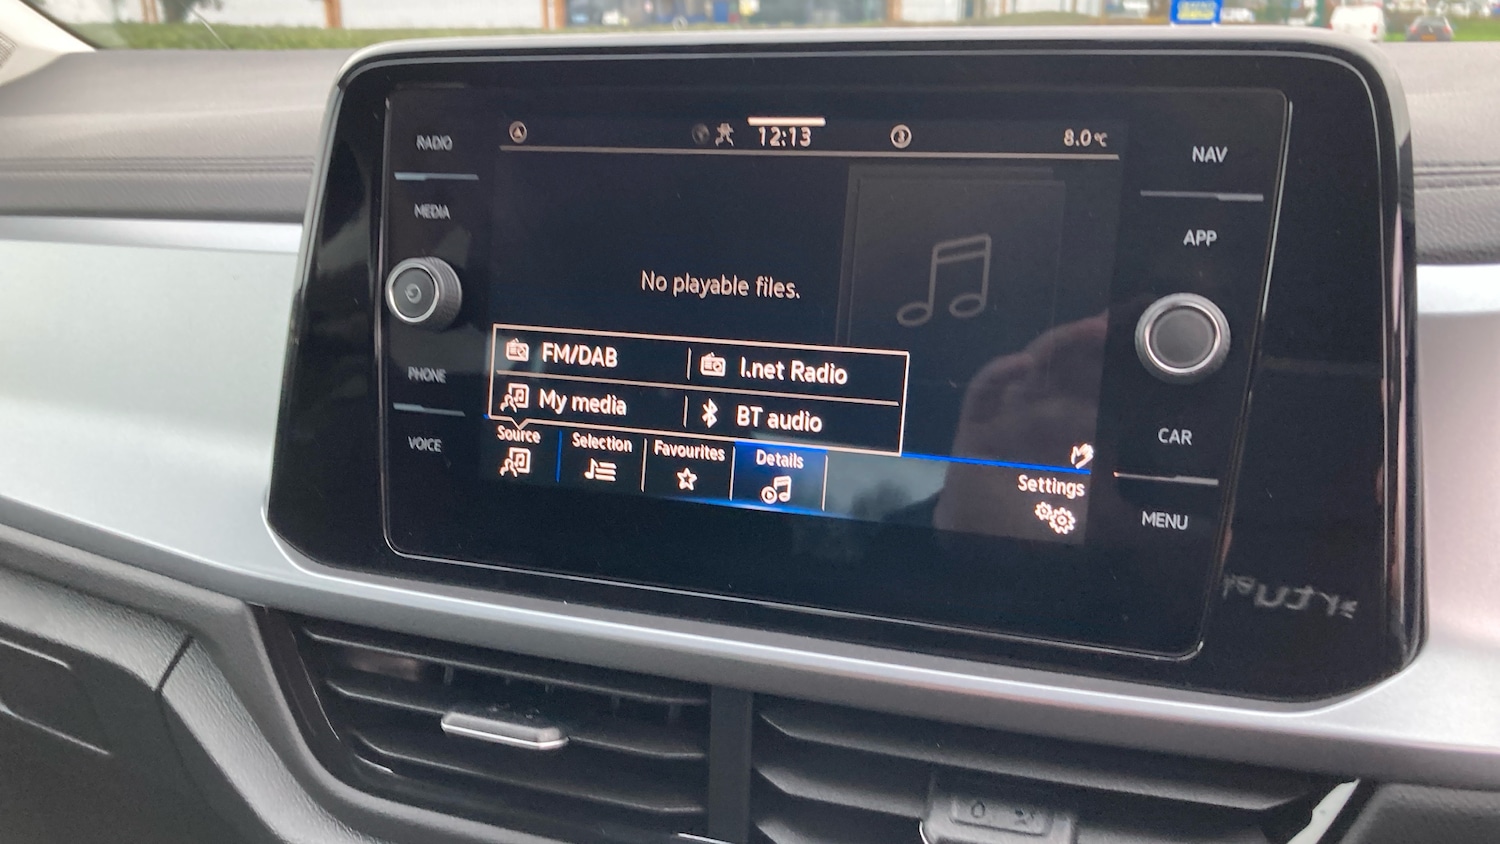 RADIO
MEDIA
PHONE
VOICE
12:13
3
8.0°C
No playable files.
FM/DAB
I.net Radio
My media
BT audio
Source
Selection
Favourites
Details
Settings
NAV
APP
CAR
MENU